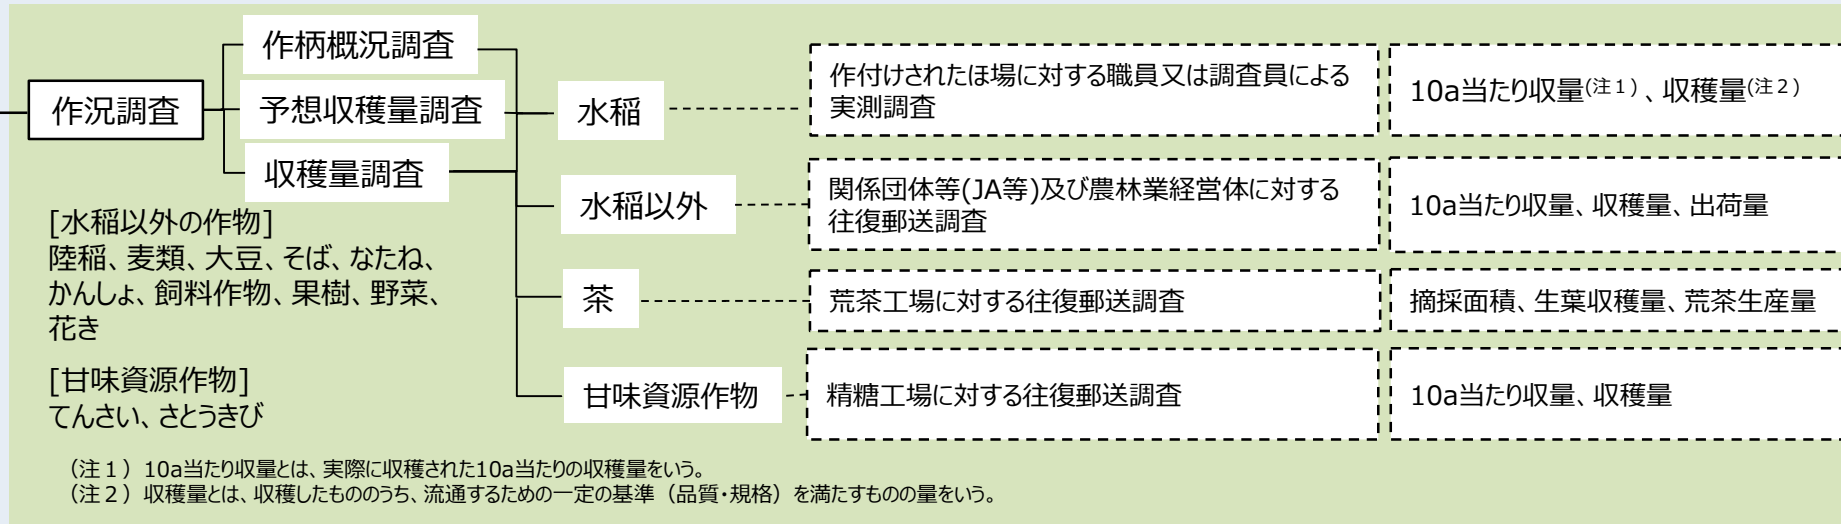 作況調査
作柄概況調査
予想収穫量調査
収穫量調査
水稲
作付けされたほ場に対する職員又は調査員による
実測調査
10a当たり収量(注1)、収穫量(注2)
水稲以外
関係団体等(JA等)及び農林業経営体に対する
往復郵送調査
10a当たり収量、収穫量、出荷量
茶
荒茶工場に対する往復郵送調査
摘採面積、生葉収穫量、荒茶生産量
甘味資源作物
精糖工場に対する往復郵送調査
10a当たり収量、収穫量
[水稲以外の作物]
陸稲、麦類、大豆、そば、なたね、
かんしょ、飼料作物、果樹、野菜、
花き
[甘味資源作物]
てんさい、さとうきび
（注1）10a当たり収量とは、実際に収穫された10a当たりの収穫量をいう。
（注2）収穫量とは、収穫したもののうち、流通するための一定の基準（品質・規格）を満たすものの量をいう。